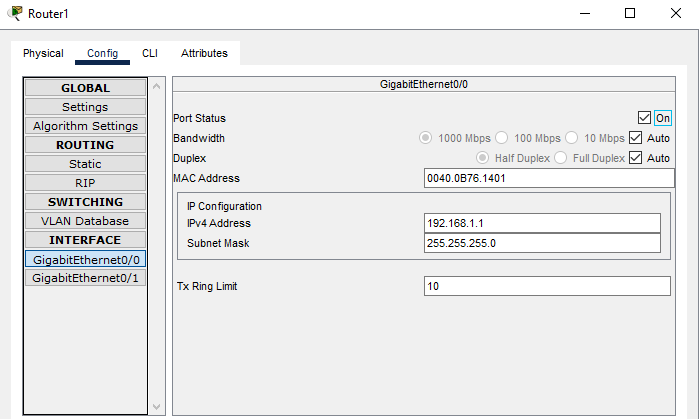 Router1
Physical Config CLI Attributes
GLOBAL
Settings
Algorithm Settings
ROUTING
Static
RIP
SWITCHING
VLAN Database
INTERFACE
GigabitEthernet0/0
GigabitEthernet0/1
GigabitEthernet0/0
Port Status On
Bandwidth 1000 Mbps 100 Mbps 10 Mbps Auto
Duplex Half Duplex Full Duplex Auto
MAC Address 0040.0B76.1401
IP Configuration
IPv4 Address 192.168.1.1
Subnet Mask 255.255.255.0
Tx Ring Limit 10